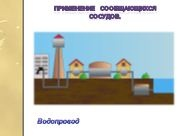 ПРИМЕНЕНИЕ СООБЩАЮЩИХСЯ
СОСУДОВ.
Водопровод